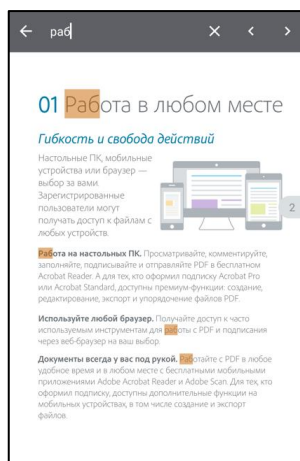 раб
01 Работа в любом месте
Гибкость и свобода действий
Настольные ПК, мобильные
устройства или браузер —
выбор за вами.
Зарегистрированные
пользователи могут
получать доступ к файлам с
любых устройств.
2
Работа на настольных ПК. Просматривайте, комментируйте,
заполняйте, подписывайте и отправляйте PDF в бесплатном
Acrobat Reader. А для тех, кто оформил подписку Acrobat Pro
или Acrobat Standard, доступны премиум-функции: создание,
редактирование, экспорт и упорядочение файлов PDF.
Используйте любой браузер. Получайте доступ к часто
используемым инструментам для работы с PDF и подписания
через веб-браузер на ваш выбор.
Документы всегда у вас под рукой. Работайте с PDF в любое
удобное время и в любом месте с бесплатными мобильными
приложениями Adobe Acrobat Reader и Adobe Scan. Для тех, кто
оформил подписку, доступны дополнительные функции на
мобильных устройствах, в том числе создание и экспорт
файлов.